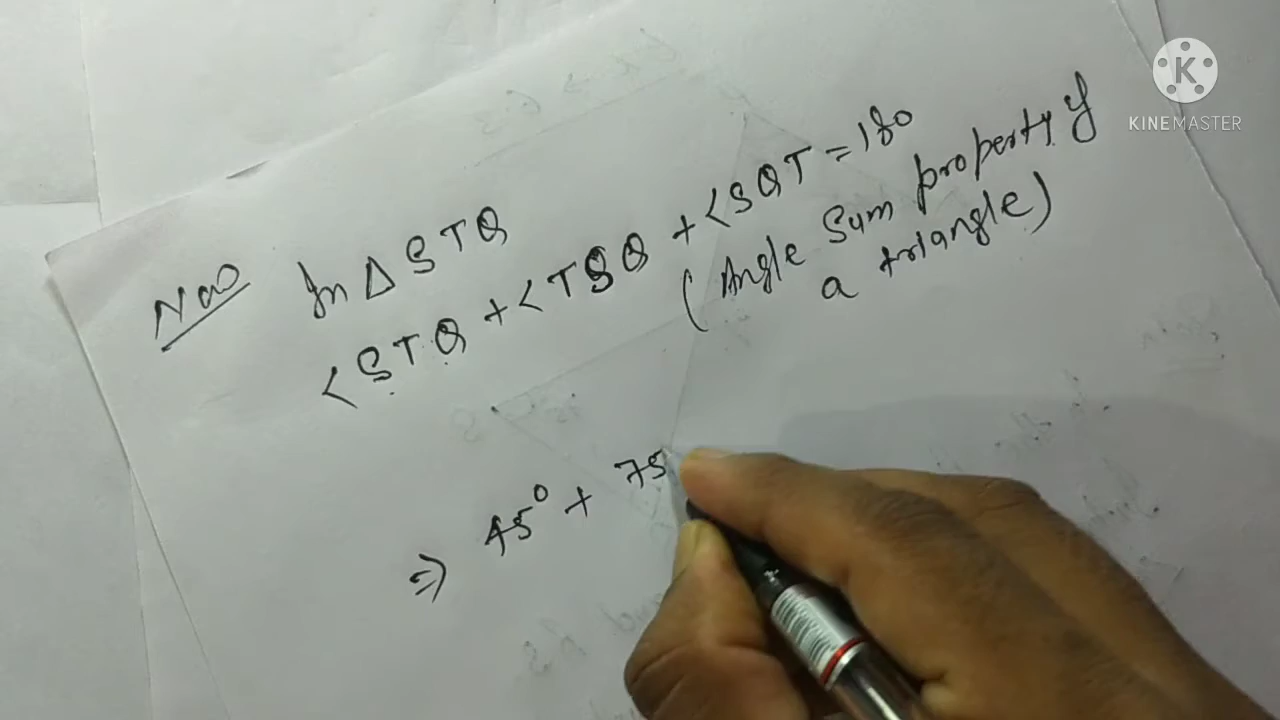 KINEMASTER
Now In Δ STQ
<STQ + <TSQ + <SQT = 180
(Angle Sum property of
a triangle)
⇒ 45° + 75